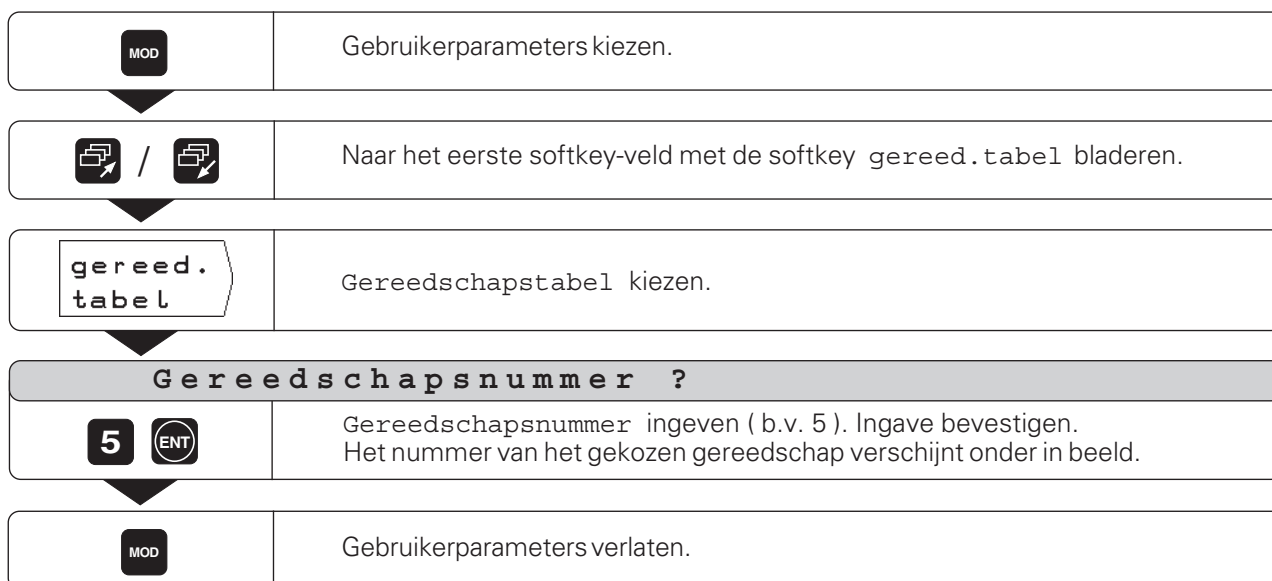 MOD
Gebruikerparameters kiezen.
/
Naar het eerste softkey-veld met de softkey gereed.tabel bladeren.
gereed.
tabel
Gereedschapstabel kiezen.
Gereedschapsnummer ?
5 ENT
Gereedschapsnummer ingeven ( b.v. 5 ). Ingave bevestigen.
Het nummer van het gekozen gereedschap verschijnt onder in beeld.
MOD
Gebruikerparameters verlaten.